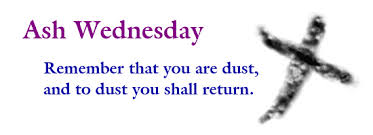 Ash Wednesday
Remember that you are dust,
and to dust you shall return.